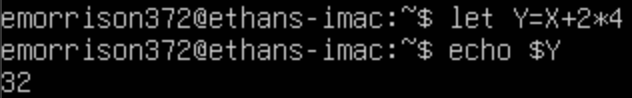 emorrison372@ethans-imac:~$ let Y=X+2*4
emorrison372@ethans-imac:~$ echo $Y
32